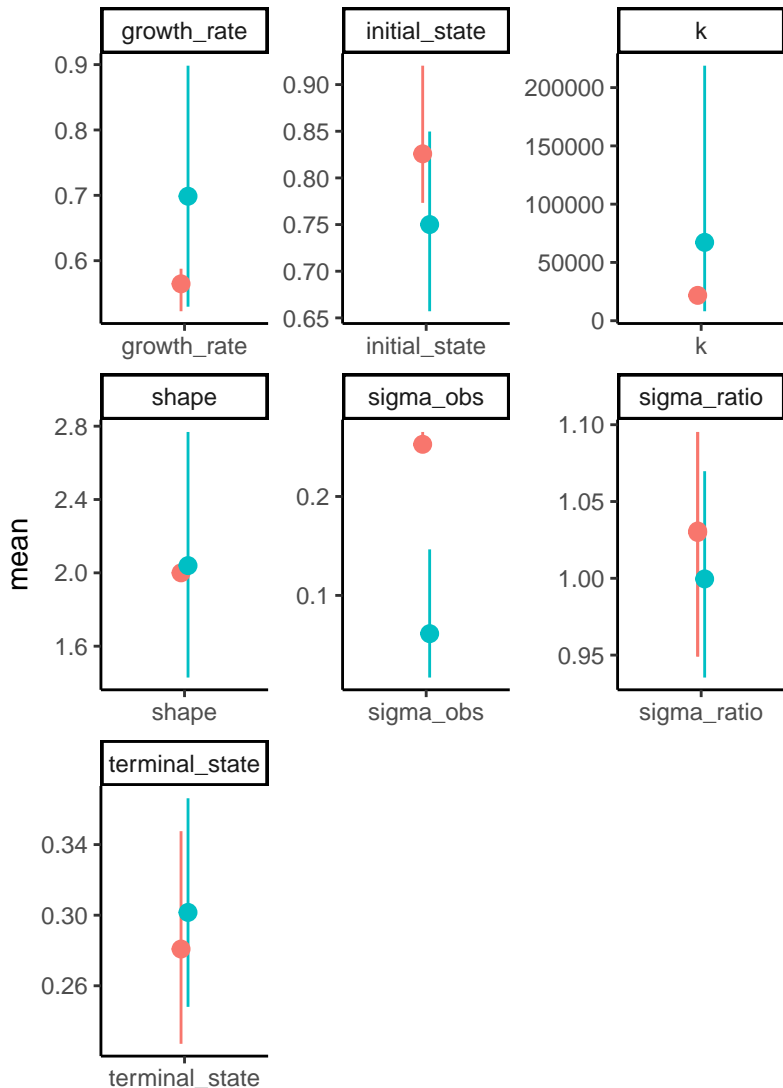 growth_rate
initial_state
k
0.9
0.8
0.7
0.6
0.90
0.85
0.80
0.75
0.70
0.65
200000
150000
100000
50000
0
growth_rate
initial_state
k
shape
sigma_obs
sigma_ratio
mean
2.8
2.4
2.0
1.6
0.2
0.1
1.10
1.05
1.00
0.95
shape
sigma_obs
sigma_ratio
terminal_state
0.34
0.30
0.26
terminal_state